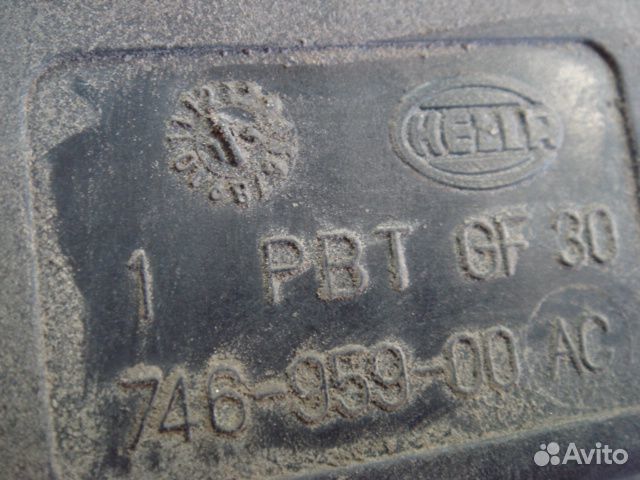 HELLA
1 PBT GF 30
746-959-00 AC
Avito